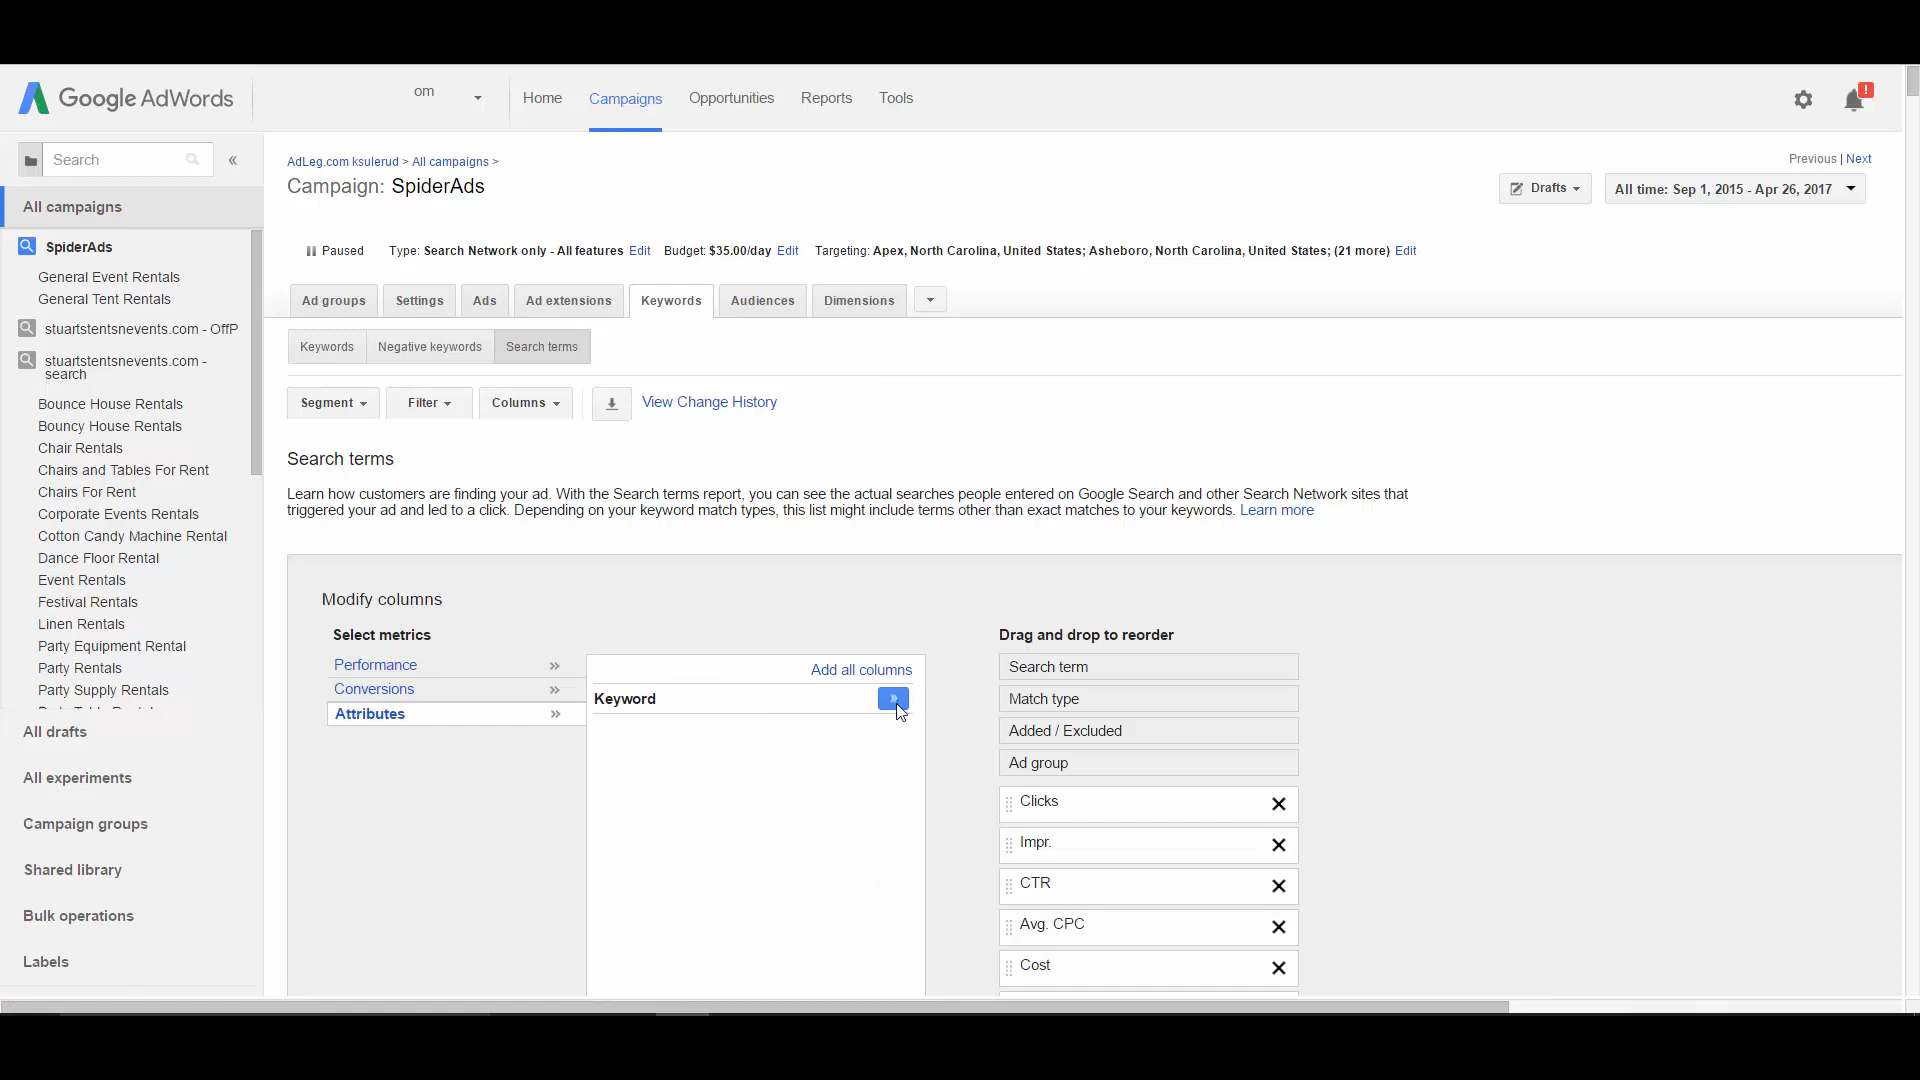 Google AdWords
om
Home
Campaigns
Opportunities
Reports
Tools
!
Search
«
All campaigns
SpiderAds
General Event Rentals
General Tent Rentals
stuartstentsnevents.com - OffP
stuartstentsnevents.com -
search
Bounce House Rentals
Bouncy House Rentals
Chair Rentals
Chairs and Tables For Rent
Chairs For Rent
Corporate Events Rentals
Cotton Candy Machine Rental
Dance Floor Rental
Event Rentals
Festival Rentals
Linen Rentals
Party Equipment Rental
Party Rentals
Party Supply Rentals
All drafts
All experiments
Campaign groups
Shared library
Bulk operations
Labels
AdLeg.com ksulerud > All campaigns >
Previous | Next
Campaign: SpiderAds
Drafts
All time: Sep 1, 2015 - Apr 26, 2017
Paused
Type: Search Network only - All features Edit
Budget: $35.00/day Edit
Targeting: Apex, North Carolina, United States; Asheboro, North Carolina, United States; (21 more) Edit
Ad groups
Settings
Ads
Ad extensions
Keywords
Audiences
Dimensions
Keywords
Negative keywords
Search terms
Segment
Filter
Columns
View Change History
Search terms
Learn how customers are finding your ad. With the Search terms report, you can see the actual searches people entered on Google Search and other Search Network sites that
triggered your ad and led to a click. Depending on your keyword match types, this list might include terms other than exact matches to your keywords. Learn more
Modify columns
Select metrics
Performance »
Conversions »
Attributes »
Add all columns
Keyword »
Drag and drop to reorder
Search term
Match type
Added / Excluded
Ad group
Clicks
Impr.
CTR
Avg. CPC
Cost